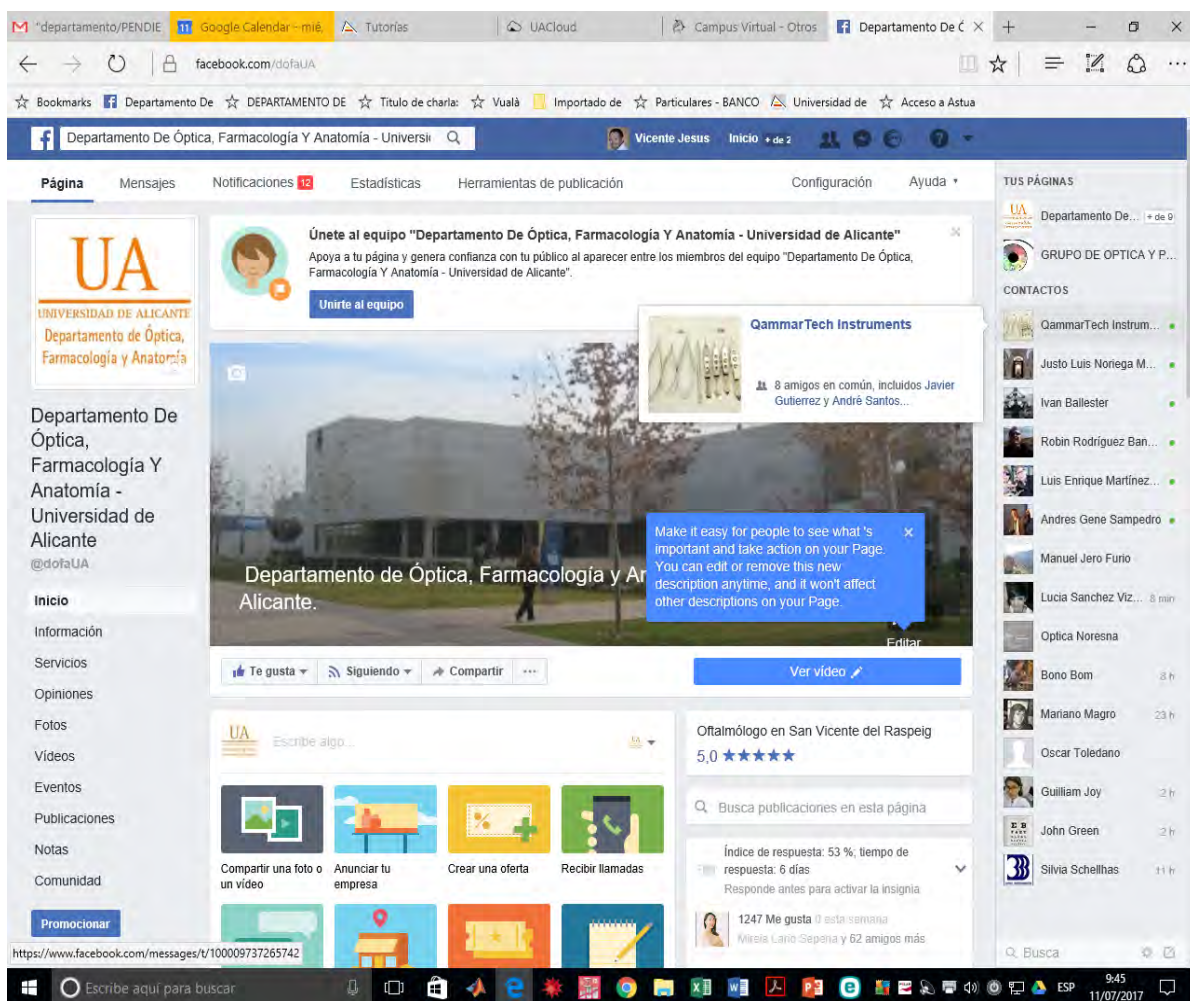 "departamento/PENDIE
11 Google Calendar - mié,
Tutorías
UACloud
Campus Virtual - Otros
Departamento De Ó
facebook.com/dofaUA
Bookmarks
Departamento De
DEPARTAMENTO DE
Titulo de charla:
Vualà
Importado de
Particulares - BANCO
Universidad de
Acceso a Astua
Departamento De Óptica, Farmacología Y Anatomía - Universi
Vicente Jesus
Inicio
+ de 2
Página
Mensajes
Notificaciones 12
Estadísticas
Herramientas de publicación
Configuración
Ayuda
UA
UNIVERSIDAD DE ALICANTE
Departamento de Óptica,
Farmacología y Anatomía
Departamento De
Óptica,
Farmacología Y
Anatomía -
Universidad de
Alicante
@dofaUA
Inicio
Información
Servicios
Opiniones
Fotos
Vídeos
Eventos
Publicaciones
Notas
Comunidad
Promocionar
https://www.facebook.com/messages/t/100009737265742
Únete al equipo "Departamento De Óptica, Farmacología Y Anatomía - Universidad de Alicante"
Apoya a tu página y genera confianza con tu público al aparecer entre los miembros del equipo "Departamento De Óptica,
Farmacología Y Anatomía - Universidad de Alicante".
Unirte al equipo
QammarTech Instruments
8 amigos en común, incluidos Javier
Gutierrez y André Santos...
Departamento de Óptica, Farmacología y An
Alicante.
Make it easy for people to see what 's
important and take action on your Page.
You can edit or remove this new
description anytime, and it won't affect
other descriptions on your Page.
Editar
Te gusta
Siguiendo
Compartir
Ver vídeo
UA
Escribe algo...
Compartir una foto o
un vídeo
Anunciar tu
empresa
Crear una oferta
Recibir llamadas
Oftalmólogo en San Vicente del Raspeig
5,0 ★★★★★
Busca publicaciones en esta página
Índice de respuesta: 53 %; tiempo de
respuesta: 6 días
Responde antes para activar la insignia
1247 Me gusta 0 esta semana
Mireia Cano Sepena y 62 amigos más
TUS PÁGINAS
Departamento De... + de 9
GRUPO DE OPTICA Y P...
CONTACTOS
QammarTech Instrum...
Justo Luis Noriega M...
Ivan Ballester
Robin Rodríguez Ban...
Luis Enrique Martínez...
Andres Gene Sampedro
Manuel Jero Furio
Lucia Sanchez Viz... 8 min
Optica Noresna
Bono Bom 8 h
Mariano Magro 23 h
Oscar Toledano
Guilliam Joy 2 h
John Green 2 h
Silvia Schellhas 11 h
Busca
Escribe aquí para buscar
ESP
9:45
11/07/2017